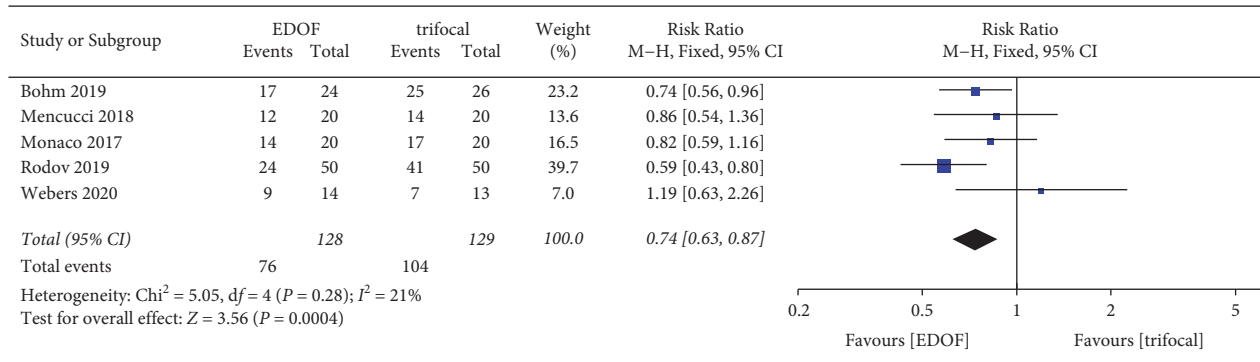 Study or Subgroup EDOF trifocal Weight (%) Risk Ratio M−H, Fixed, 95% CI Risk Ratio M−H, Fixed, 95% CI
Events Total Events Total
Bohm 2019 17 24 25 26 23.2 0.74 [0.56, 0.96]
Mencucci 2018 12 20 14 20 13.6 0.86 [0.54, 1.36]
Monaco 2017 14 20 17 20 16.5 0.82 [0.59, 1.16]
Rodov 2019 24 50 41 50 39.7 0.59 [0.43, 0.80]
Webers 2020 9 14 7 13 7.0 1.19 [0.63, 2.26]
Total (95% CI) 128 129 100.0 0.74 [0.63, 0.87]
Total events 76 104
Heterogeneity: Chi² = 5.05, df = 4 (P = 0.28); I² = 21%
Test for overall effect: Z = 3.56 (P = 0.0004)
0.2 0.5 1 2 5
Favours [EDOF] Favours [trifocal]